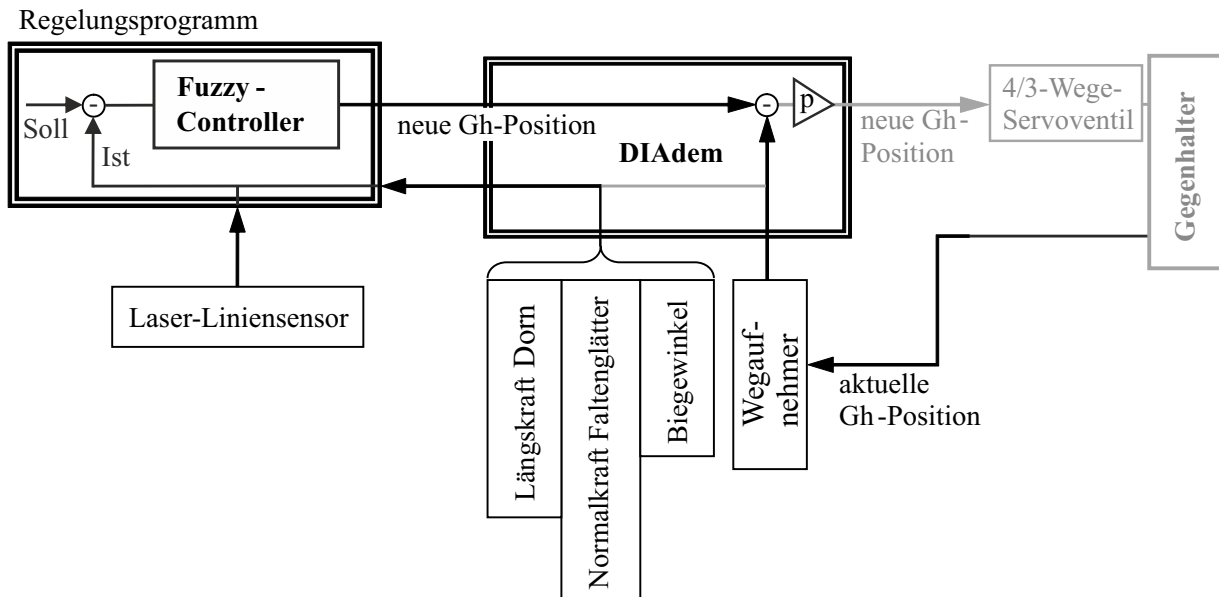 Regelungsprogramm
Soll
-
Ist
Fuzzy -
Controller
neue Gh-Position
DIAdem
-
p
neue Gh-
Position
4/3-Wege-
Servoventil
Gegenhalter
Laser-Liniensensor
Längskraft Dorn
Normalkraft Faltenglätter
Biegewinkel
Wegauf-
nehmer
aktuelle
Gh-Position